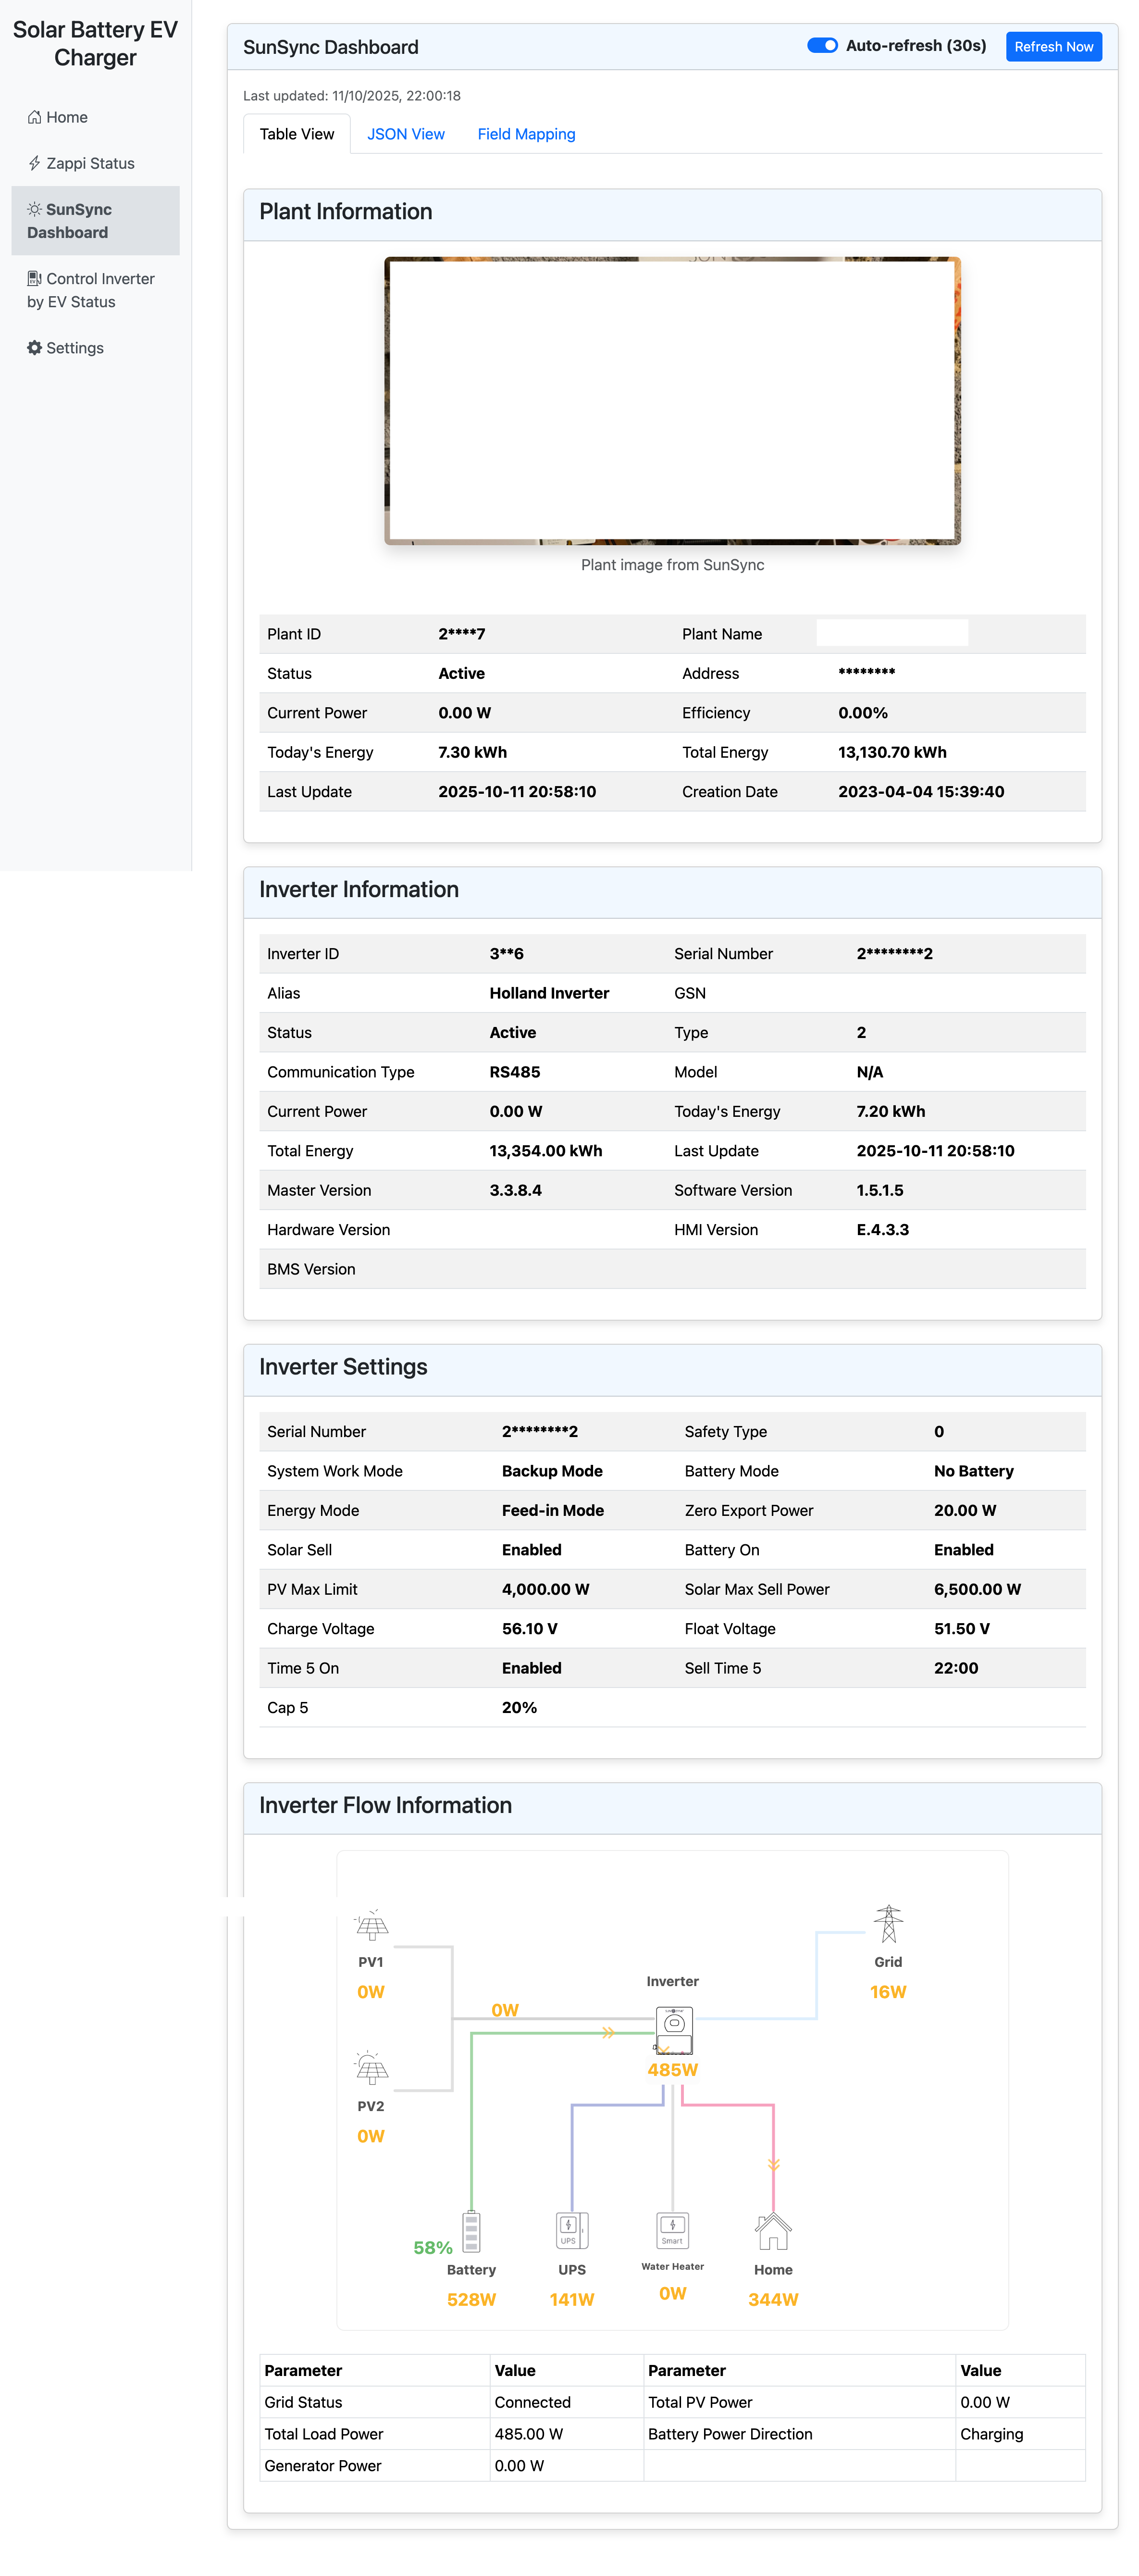 Solar Battery EV
Charger
Home
Zappi Status
SunSync
Dashboard
Control Inverter
by EV Status
Settings
SunSync Dashboard
Auto-refresh (30s)
Refresh Now
Last updated: 11/10/2025, 22:00:18
Table View JSON View Field Mapping
Plant Information
Plant image from SunSync
Plant ID 2****7 Plant Name
Status Active Address ********
Current Power 0.00 W Efficiency 0.00%
Today's Energy 7.30 kWh Total Energy 13,130.70 kWh
Last Update 2025-10-11 20:58:10 Creation Date 2023-04-04 15:39:40
Inverter Information
Inverter ID 3**6 Serial Number 2********2
Alias Holland Inverter GSN
Status Active Type 2
Communication Type RS485 Model N/A
Current Power 0.00 W Today's Energy 7.20 kWh
Total Energy 13,354.00 kWh Last Update 2025-10-11 20:58:10
Master Version 3.3.8.4 Software Version 1.5.1.5
Hardware Version HMI Version E.4.3.3
BMS Version
Inverter Settings
Serial Number 2********2 Safety Type 0
System Work Mode Backup Mode Battery Mode No Battery
Energy Mode Feed-in Mode Zero Export Power 20.00 W
Solar Sell Enabled Battery On Enabled
PV Max Limit 4,000.00 W Solar Max Sell Power 6,500.00 W
Charge Voltage 56.10 V Float Voltage 51.50 V
Time 5 On Enabled Sell Time 5 22:00
Cap 5 20%
Inverter Flow Information
PV1
0W
Grid
16W
Inverter
0W
485W
PV2
0W
58%
UPS
Smart
Battery
528W
UPS
141W
Water Heater
0W
Home
344W
Parameter Value Parameter Value
Grid Status Connected Total PV Power 0.00 W
Total Load Power 485.00 W Battery Power Direction Charging
Generator Power 0.00 W